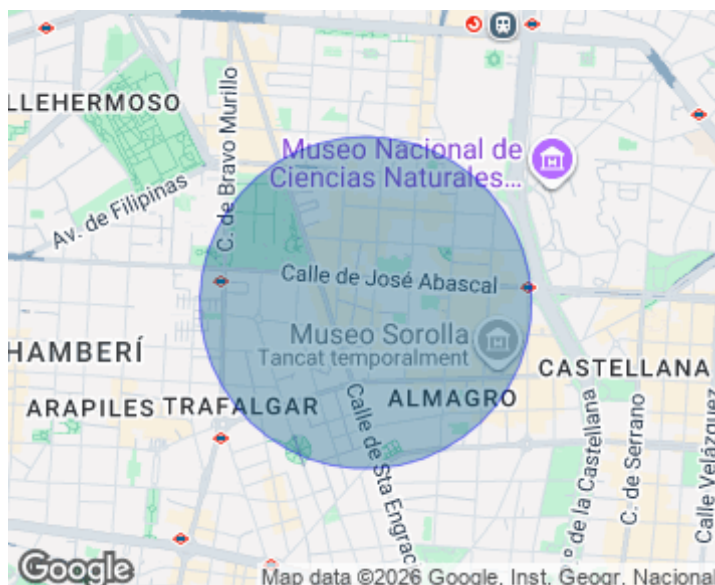 LLEHERMOSO
C. de Bravo Murillo
Av. de Filipinas
Museo Nacional de
Ciencias Naturales...
Calle de José Abascal
Museo Sorolla
Tancat temporalment
HAMBERÍ
CASTELLANA
ARAPILES
TRAFALGAR
ALMAGRO
Calle de Sta Engrac
º de la Castellana
C. de Serrano
Calle Velázquez
Google
Map data ©2026 Google, Inst. Geogr. Nacional